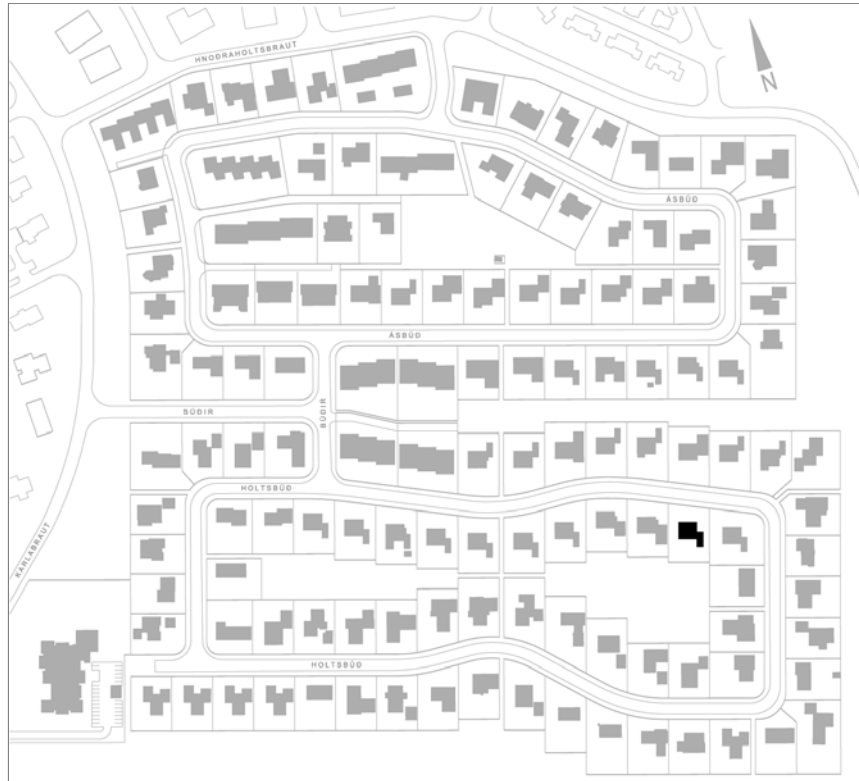 HNOÐRAHOLTSBRAUT
N
ÁSBÚÐ
ÁSBÚÐ
BÚÐIR
BÚÐIR
HOLTSBÚÐ
KARLABRAUT
HOLTSBÚÐ